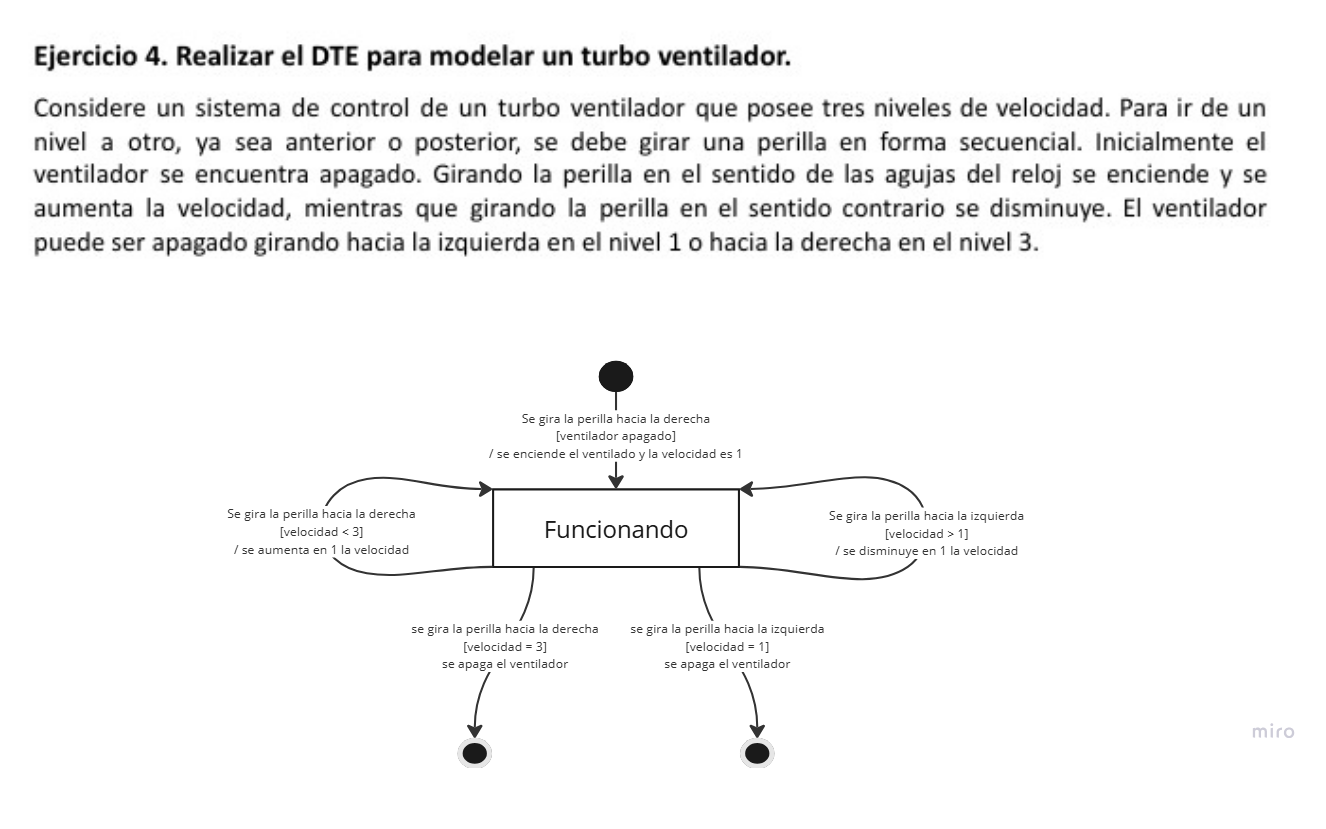 Ejercicio 4. Realizar el DTE para modelar un turbo ventilador.
Considere un sistema de control de un turbo ventilador que posee tres niveles de velocidad. Para ir de un
nivel a otro, ya sea anterior o posterior, se debe girar una perilla en forma secuencial. Inicialmente el
ventilador se encuentra apagado. Girando la perilla en el sentido de las agujas del reloj se enciende y se
aumenta la velocidad, mientras que girando la perilla en el sentido contrario se disminuye. El ventilador
puede ser apagado girando hacia la izquierda en el nivel 1 o hacia la derecha en el nivel 3.
Se gira la perilla hacia la derecha
[ventilador apagado]
/ se enciende el ventilado y la velocidad es 1
Se gira la perilla hacia la derecha
[velocidad < 3]
/ se aumenta en 1 la velocidad
Funcionando
Se gira la perilla hacia la izquierda
[velocidad > 1]
/ se disminuye en 1 la velocidad
se gira la perilla hacia la derecha
[velocidad = 3]
se apaga el ventilador
se gira la perilla hacia la izquierda
[velocidad = 1]
se apaga el ventilador
miro